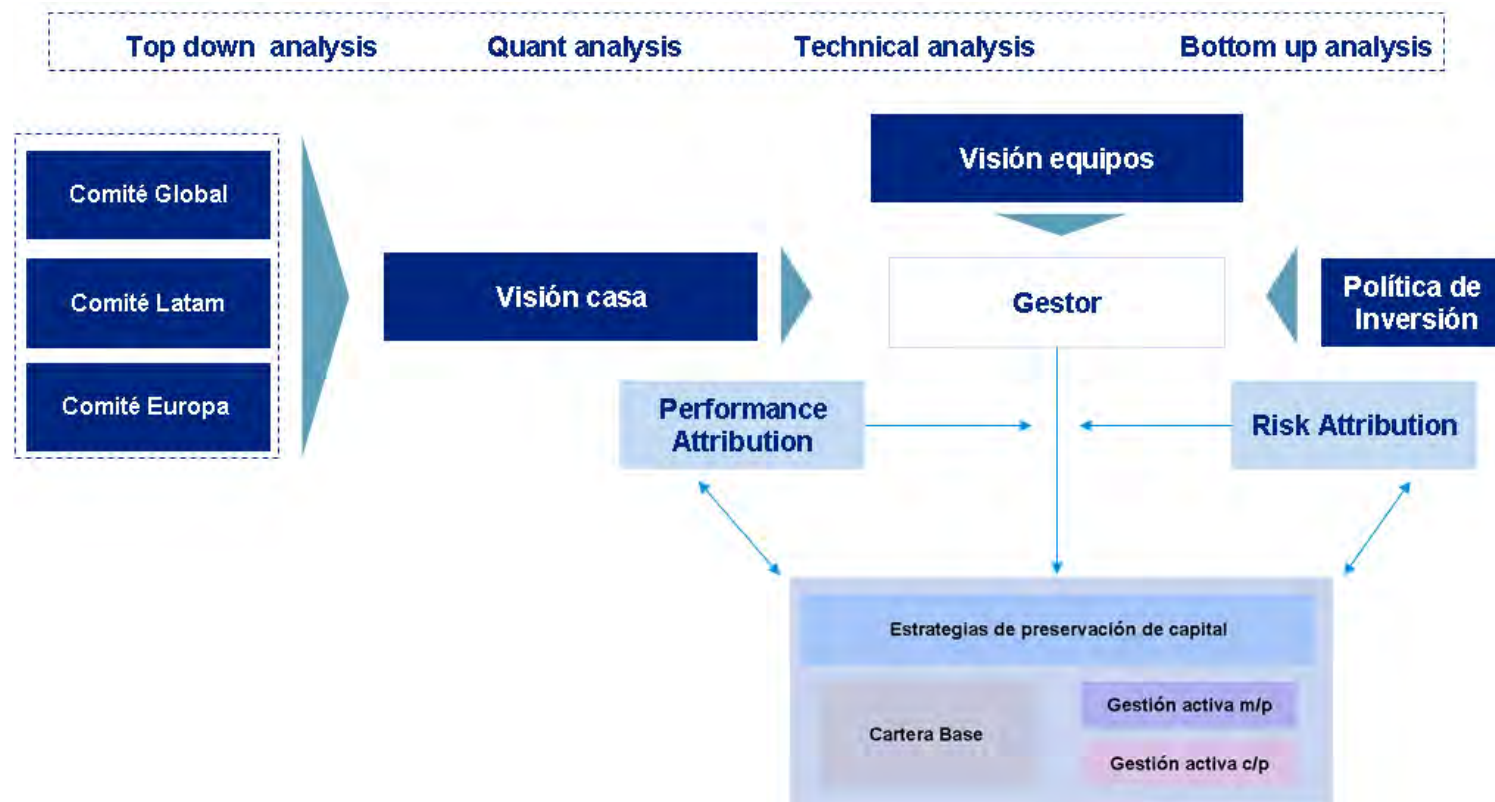 Top down analysis Quant analysis Technical analysis Bottom up analysis
Comité Global
Comité Latam
Comité Europa
Visión casa
Visión equipos
Gestor
Política de
Inversión
Performance
Attribution
Risk Attribution
Estrategias de preservación de capital
Cartera Base
Gestión activa m/p
Gestión activa c/p